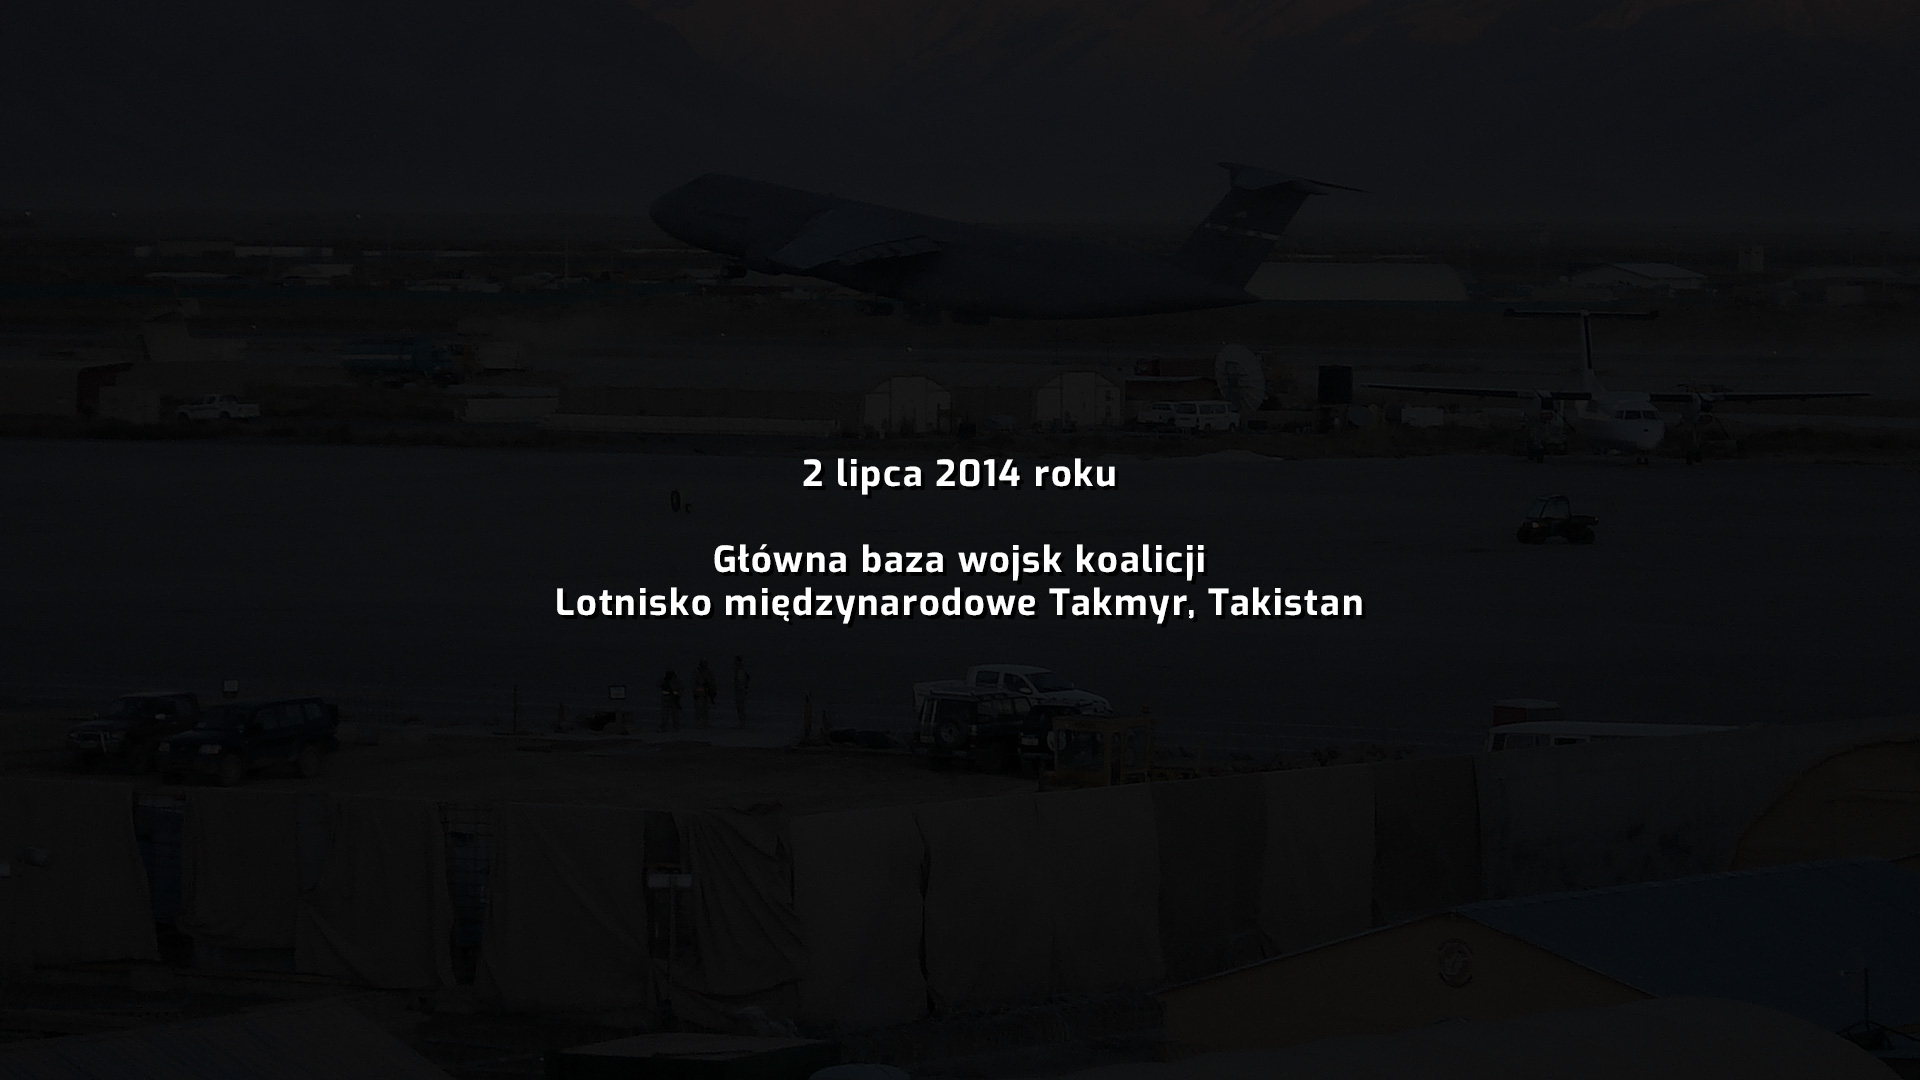 2 lipca 2014 roku
Główna baza wojsk koalicji
Lotnisko międzynarodowe Takmyr, Takistan